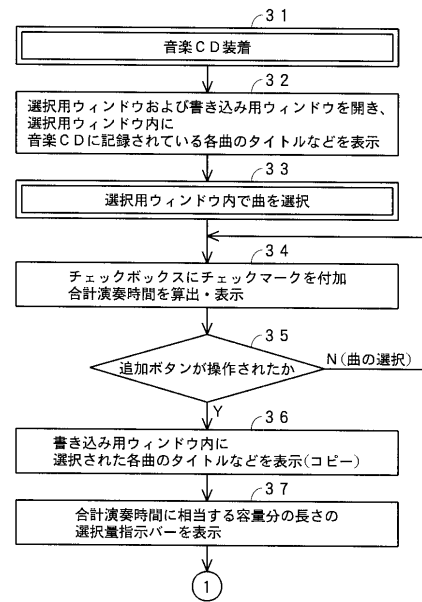 31
音楽CD装着
32
選択用ウィンドウおよび書き込み用ウィンドウを開き、
選択用ウィンドウ内に
音楽CDに記録されている各曲のタイトルなどを表示
33
選択用ウィンドウ内で曲を選択
34
チェックボックスにチェックマークを付加
合計演奏時間を算出・表示
35
追加ボタンが操作されたか
N(曲の選択)
Y
36
書き込み用ウィンドウ内に
選択された各曲のタイトルなどを表示(コピー)
37
合計演奏時間に相当する容量分の長さの
選択量指示バーを表示
1